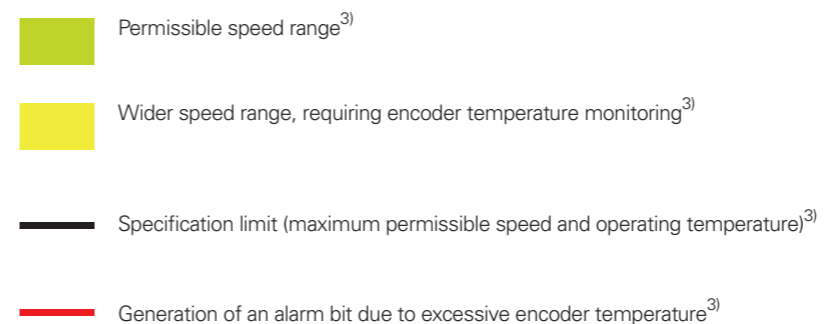 Permissible speed range3)
Wider speed range, requiring encoder temperature monitoring3)
Specification limit (maximum permissible speed and operating temperature)3)
Generation of an alarm bit due to excessive encoder temperature3)